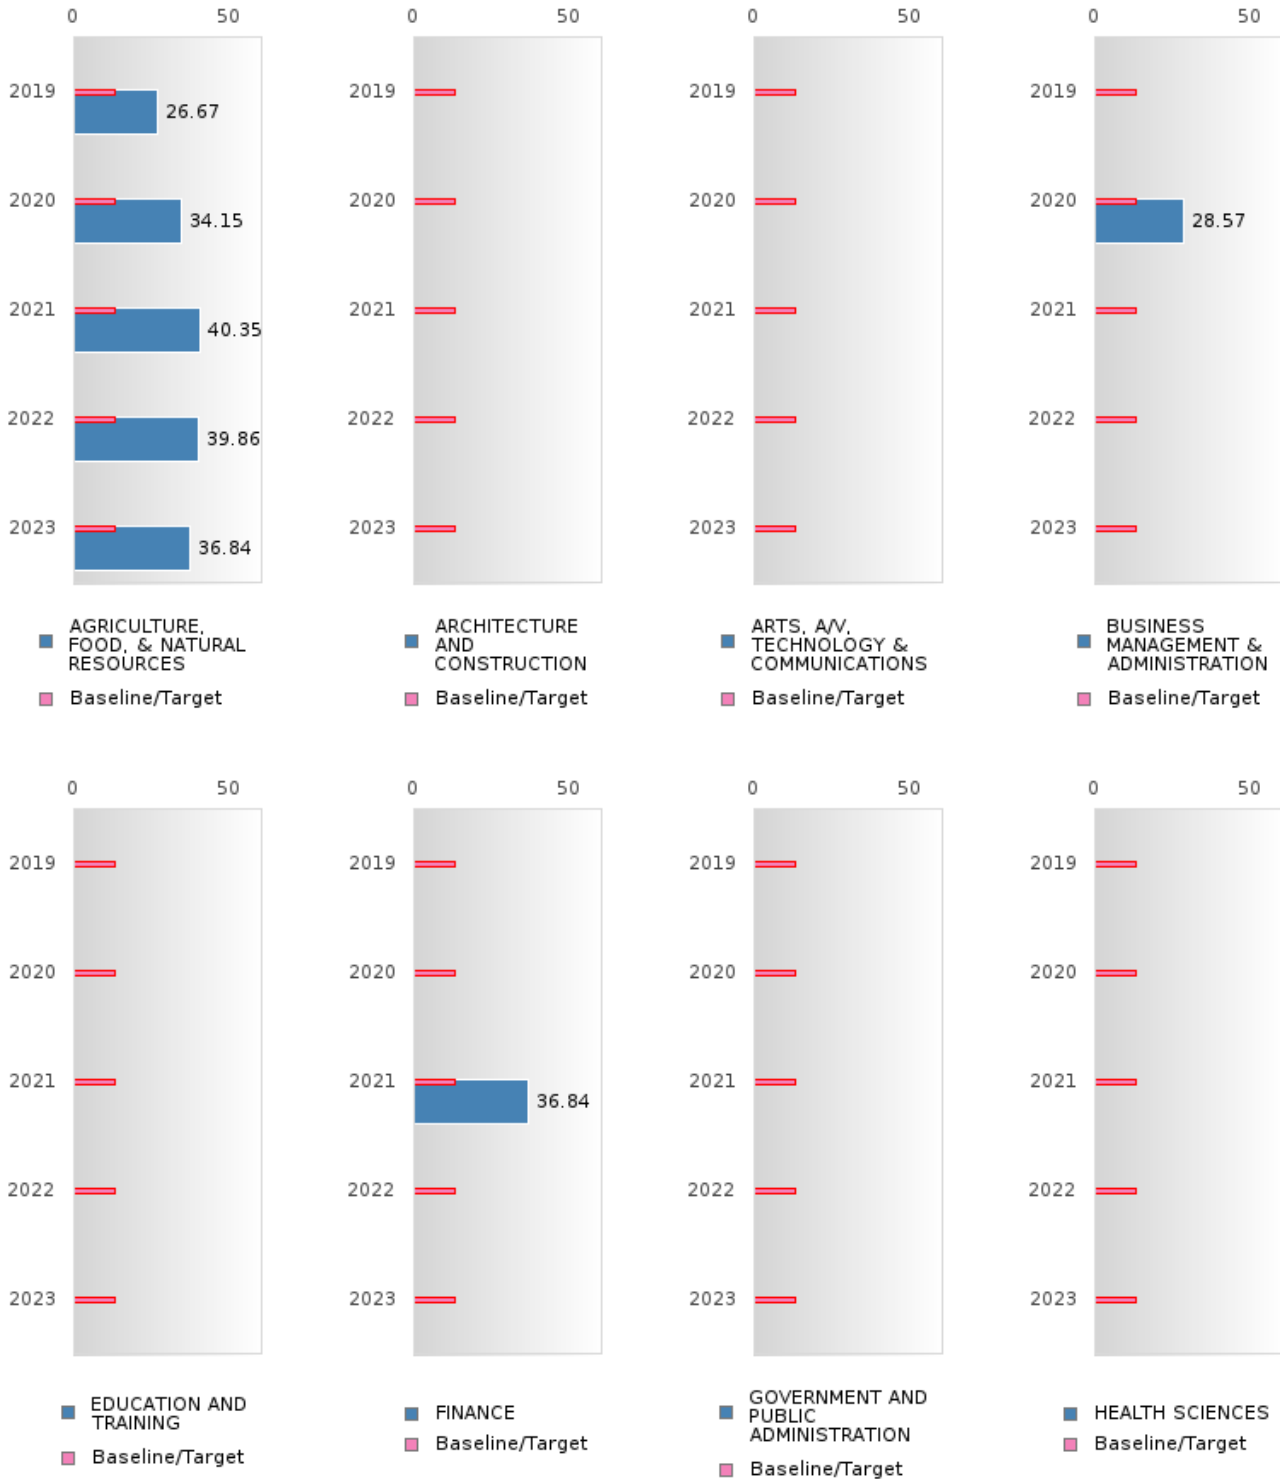 0 50 0 50 0 50 0 50
2019 26.67 2019 2019 2019
2020 34.15 2020 2020 2020 28.57
2021 40.35 2021 2021 2021
2022 39.86 2022 2022 2022
2023 36.84 2023 2023 2023
AGRICULTURE,
FOOD, & NATURAL
RESOURCES
Baseline/Target
ARCHITECTURE
AND
CONSTRUCTION
Baseline/Target
ARTS, A/V,
TECHNOLOGY &
COMMUNICATIONS
Baseline/Target
BUSINESS
MANAGEMENT &
ADMINISTRATION
Baseline/Target
0 50 0 50 0 50 0 50
2019 2019 2019 2019
2020 2020 2020 2020
2021 2021 36.84 2021 2021
2022 2022 2022 2022
2023 2023 2023 2023
EDUCATION AND
TRAINING
Baseline/Target
FINANCE
Baseline/Target
GOVERNMENT AND
PUBLIC
ADMINISTRATION
Baseline/Target
HEALTH SCIENCES
Baseline/Target